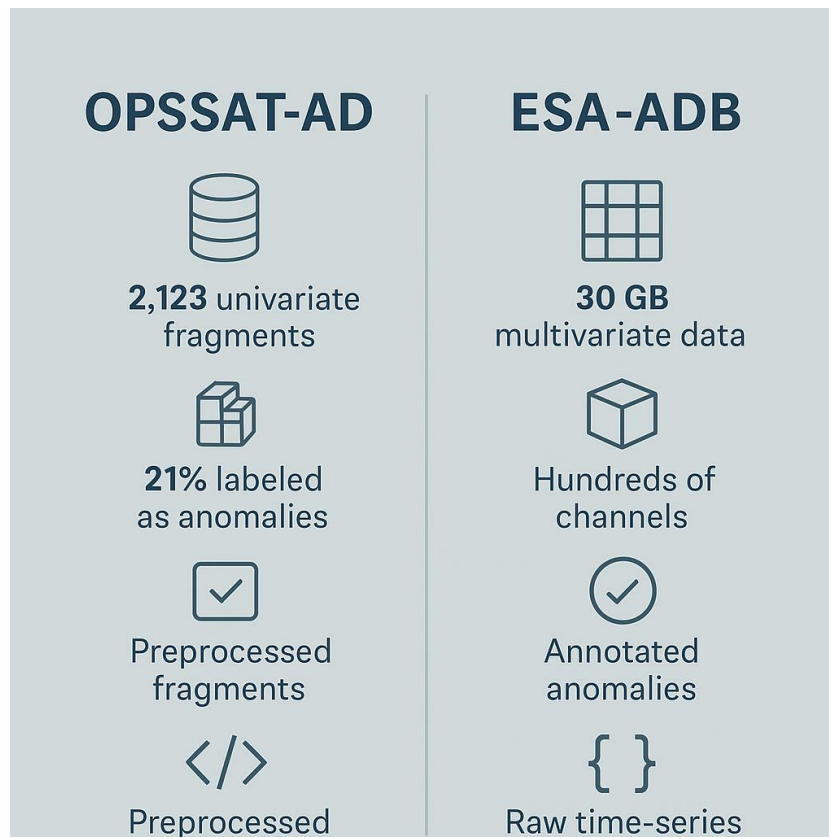 OPSSAT-AD
2,123 univariate
fragments
21% labeled
as anomalies
Preprocessed
fragments
</>
Preprocessed
ESA-ADB
30 GB
multivariate data
Hundreds of
channels
Annotated
anomalies
{ }
Raw time-series